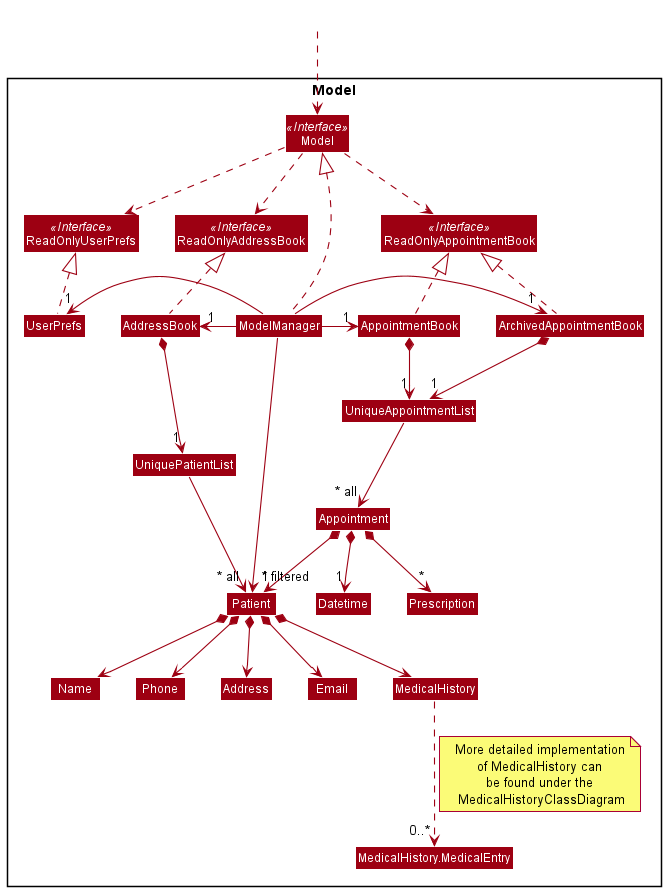 Model
«Interface»
Model
«Interface»
ReadOnlyUserPrefs
«Interface»
ReadOnlyAddressBook
«Interface»
ReadOnlyAppointmentBook
1
1
UserPrefs
AddressBook
1
ModelManager
1
AppointmentBook
ArchivedAppointmentBook
1
1
UniqueAppointmentList
1
UniquePatientList
* all
Appointment
* all
* filtered
1
1
*
Patient
Datetime
Prescription
Name
Phone
Address
Email
MedicalHistory
More detailed implementation
of MedicalHistory can
be found under the
MedicalHistoryClassDiagram
0..*
MedicalHistory.MedicalEntry